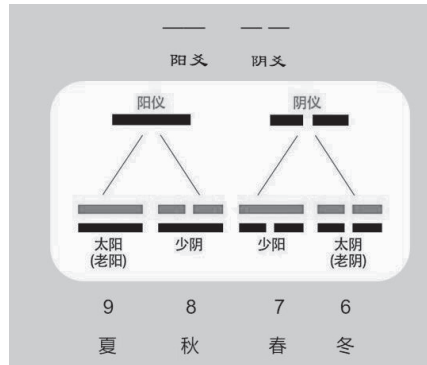 阳爻 阴爻
阳仪 阴仪
太阳 少阴 少阳 太阴
(老阳) (老阴)
9 8 7 6
夏 秋 春 冬